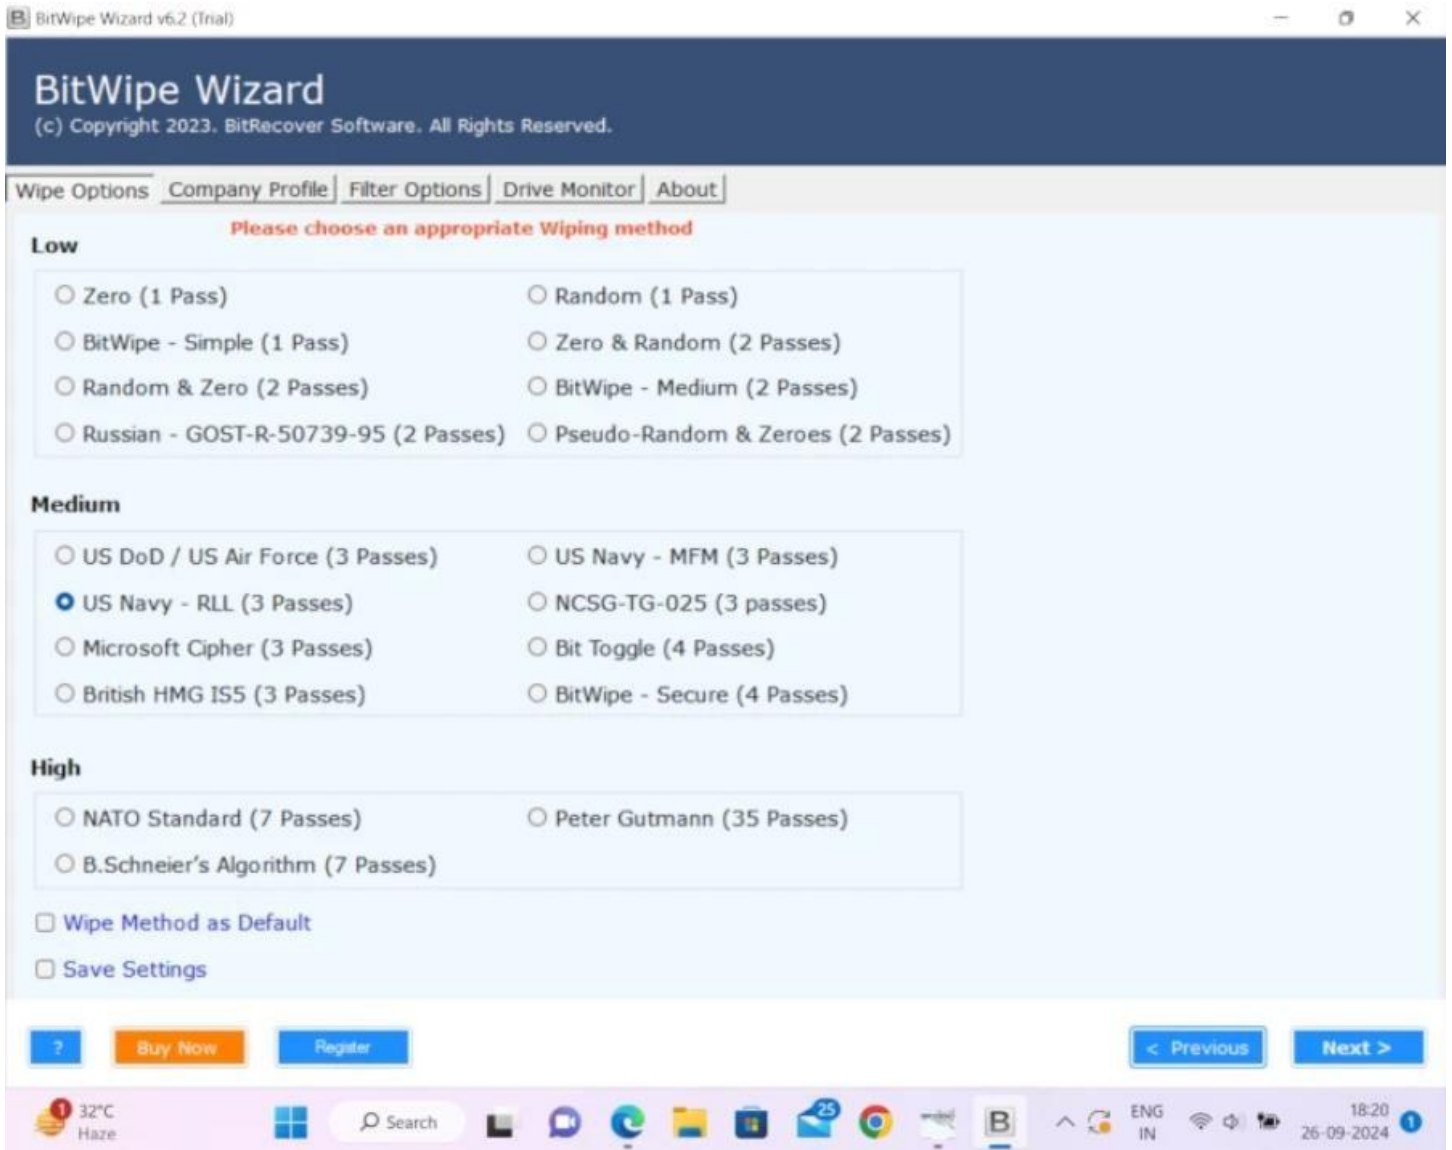 BitWipe Wizard v6.2 (Trial)
BitWipe Wizard
(c) Copyright 2023. BitRecover Software. All Rights Reserved.
Wipe Options Company Profile Filter Options Drive Monitor About
Please choose an appropriate Wiping method
Low
Zero (1 Pass) Random (1 Pass)
BitWipe - Simple (1 Pass) Zero & Random (2 Passes)
Random & Zero (2 Passes) BitWipe - Medium (2 Passes)
Russian - GOST-R-50739-95 (2 Passes) Pseudo-Random & Zeroes (2 Passes)
Medium
US DoD / US Air Force (3 Passes) US Navy - MFM (3 Passes)
US Navy - RLL (3 Passes) NCSG-TG-025 (3 passes)
Microsoft Cipher (3 Passes) Bit Toggle (4 Passes)
British HMG IS5 (3 Passes) BitWipe - Secure (4 Passes)
High
NATO Standard (7 Passes) Peter Gutmann (35 Passes)
B.Schneier's Algorithm (7 Passes)
Wipe Method as Default
Save Settings
? Buy Now Register < Previous Next >
1 32°C Search 25 B ENG 18:20 1
Haze IN 26-09-2024